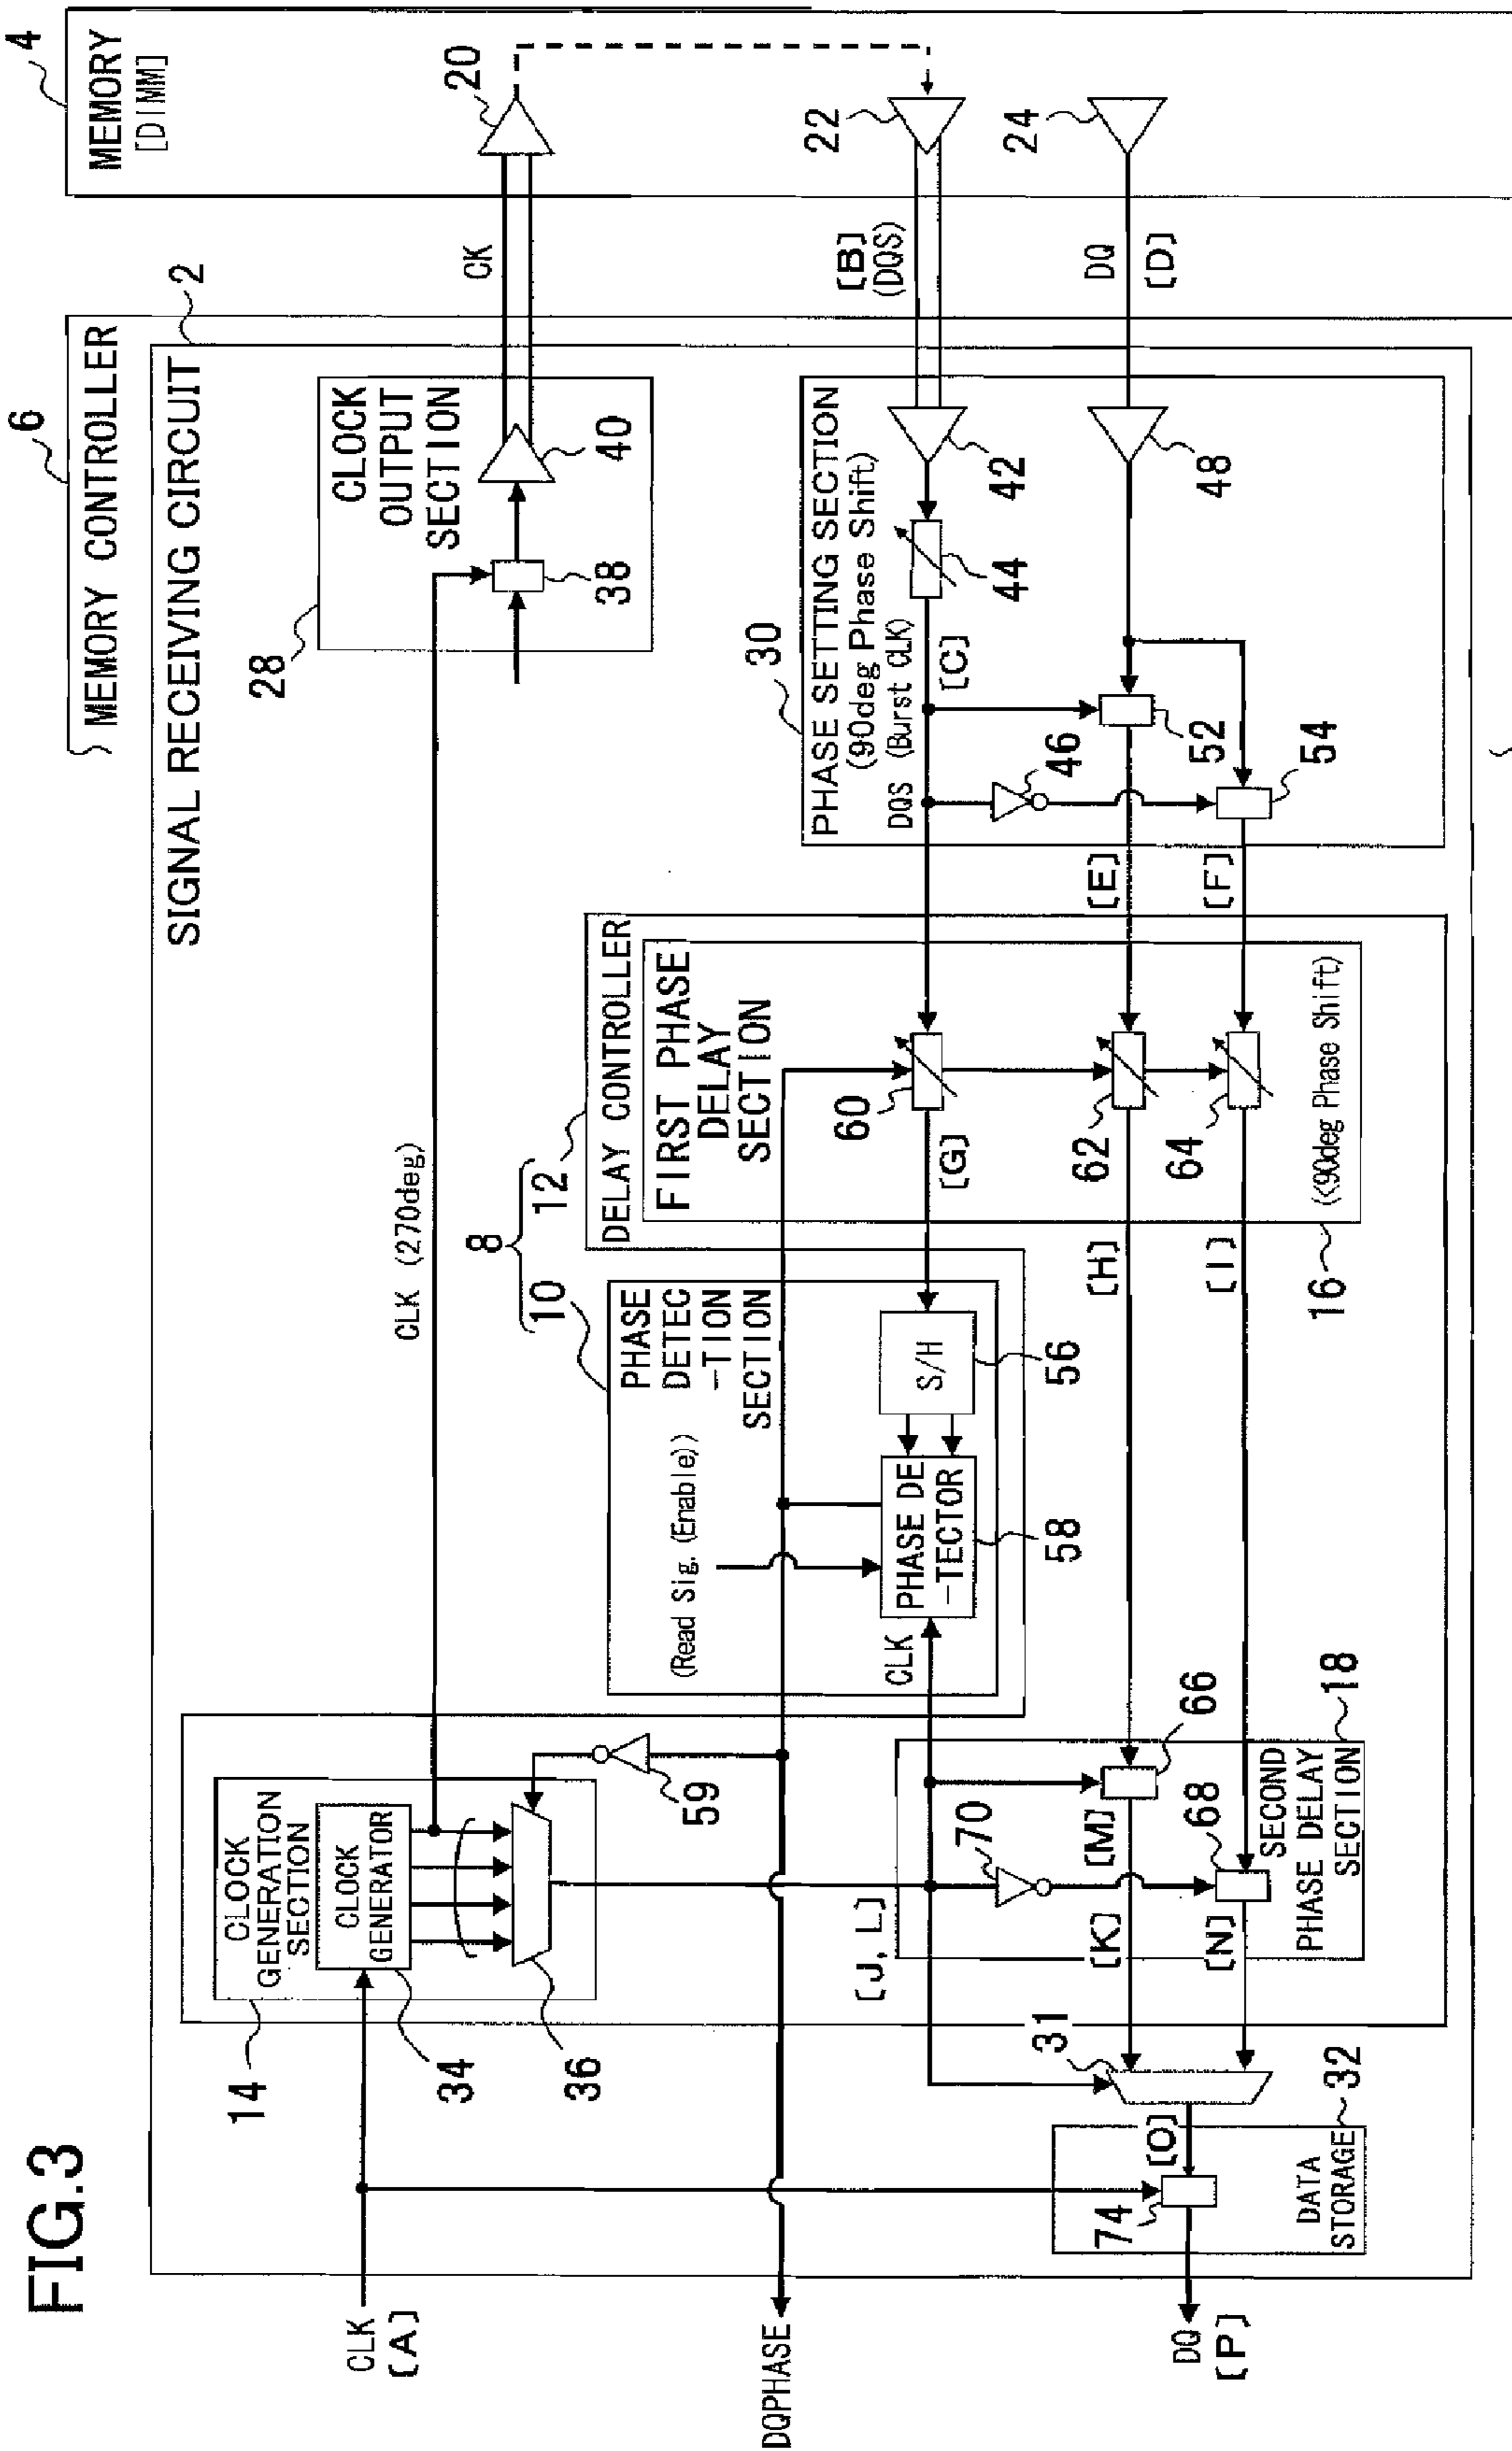 FIG.3
4
MEMORY
[DIMM]
20
22
24
CK
[B]
(DQS)
DQ
[D]
6
MEMORY CONTROLLER
2
SIGNAL RECEIVING CIRCUIT
28
CLOCK
OUTPUT
SECTION
40
38
30
PHASE SETTING SECTION
(90deg Phase Shift)
DQS (Burst CLK)
42
44
48
[C]
46
52
54
[E]
[F]
CLK (270deg)
8
12
10
DELAY CONTROLLER
FIRST PHASE
DELAY
SECTION
60
62
64
[G]
[H]
[I]
16
(<90deg Phase Shift)
PHASE
DETEC
-TION
SECTION
(Read Sig. (Enable))
S/H
56
PHASE DE
-TECTOR
58
CLK
14
CLOCK
GENERATION
SECTION
CLOCK
GENERATOR
34
36
59
[J, L]
70
66
68
[M]
[K]
[N]
SECOND
PHASE DELAY
SECTION
18
31
[O]
32
74
DATA
STORAGE
CLK
[A]
DQPHASE
DQ
[P]